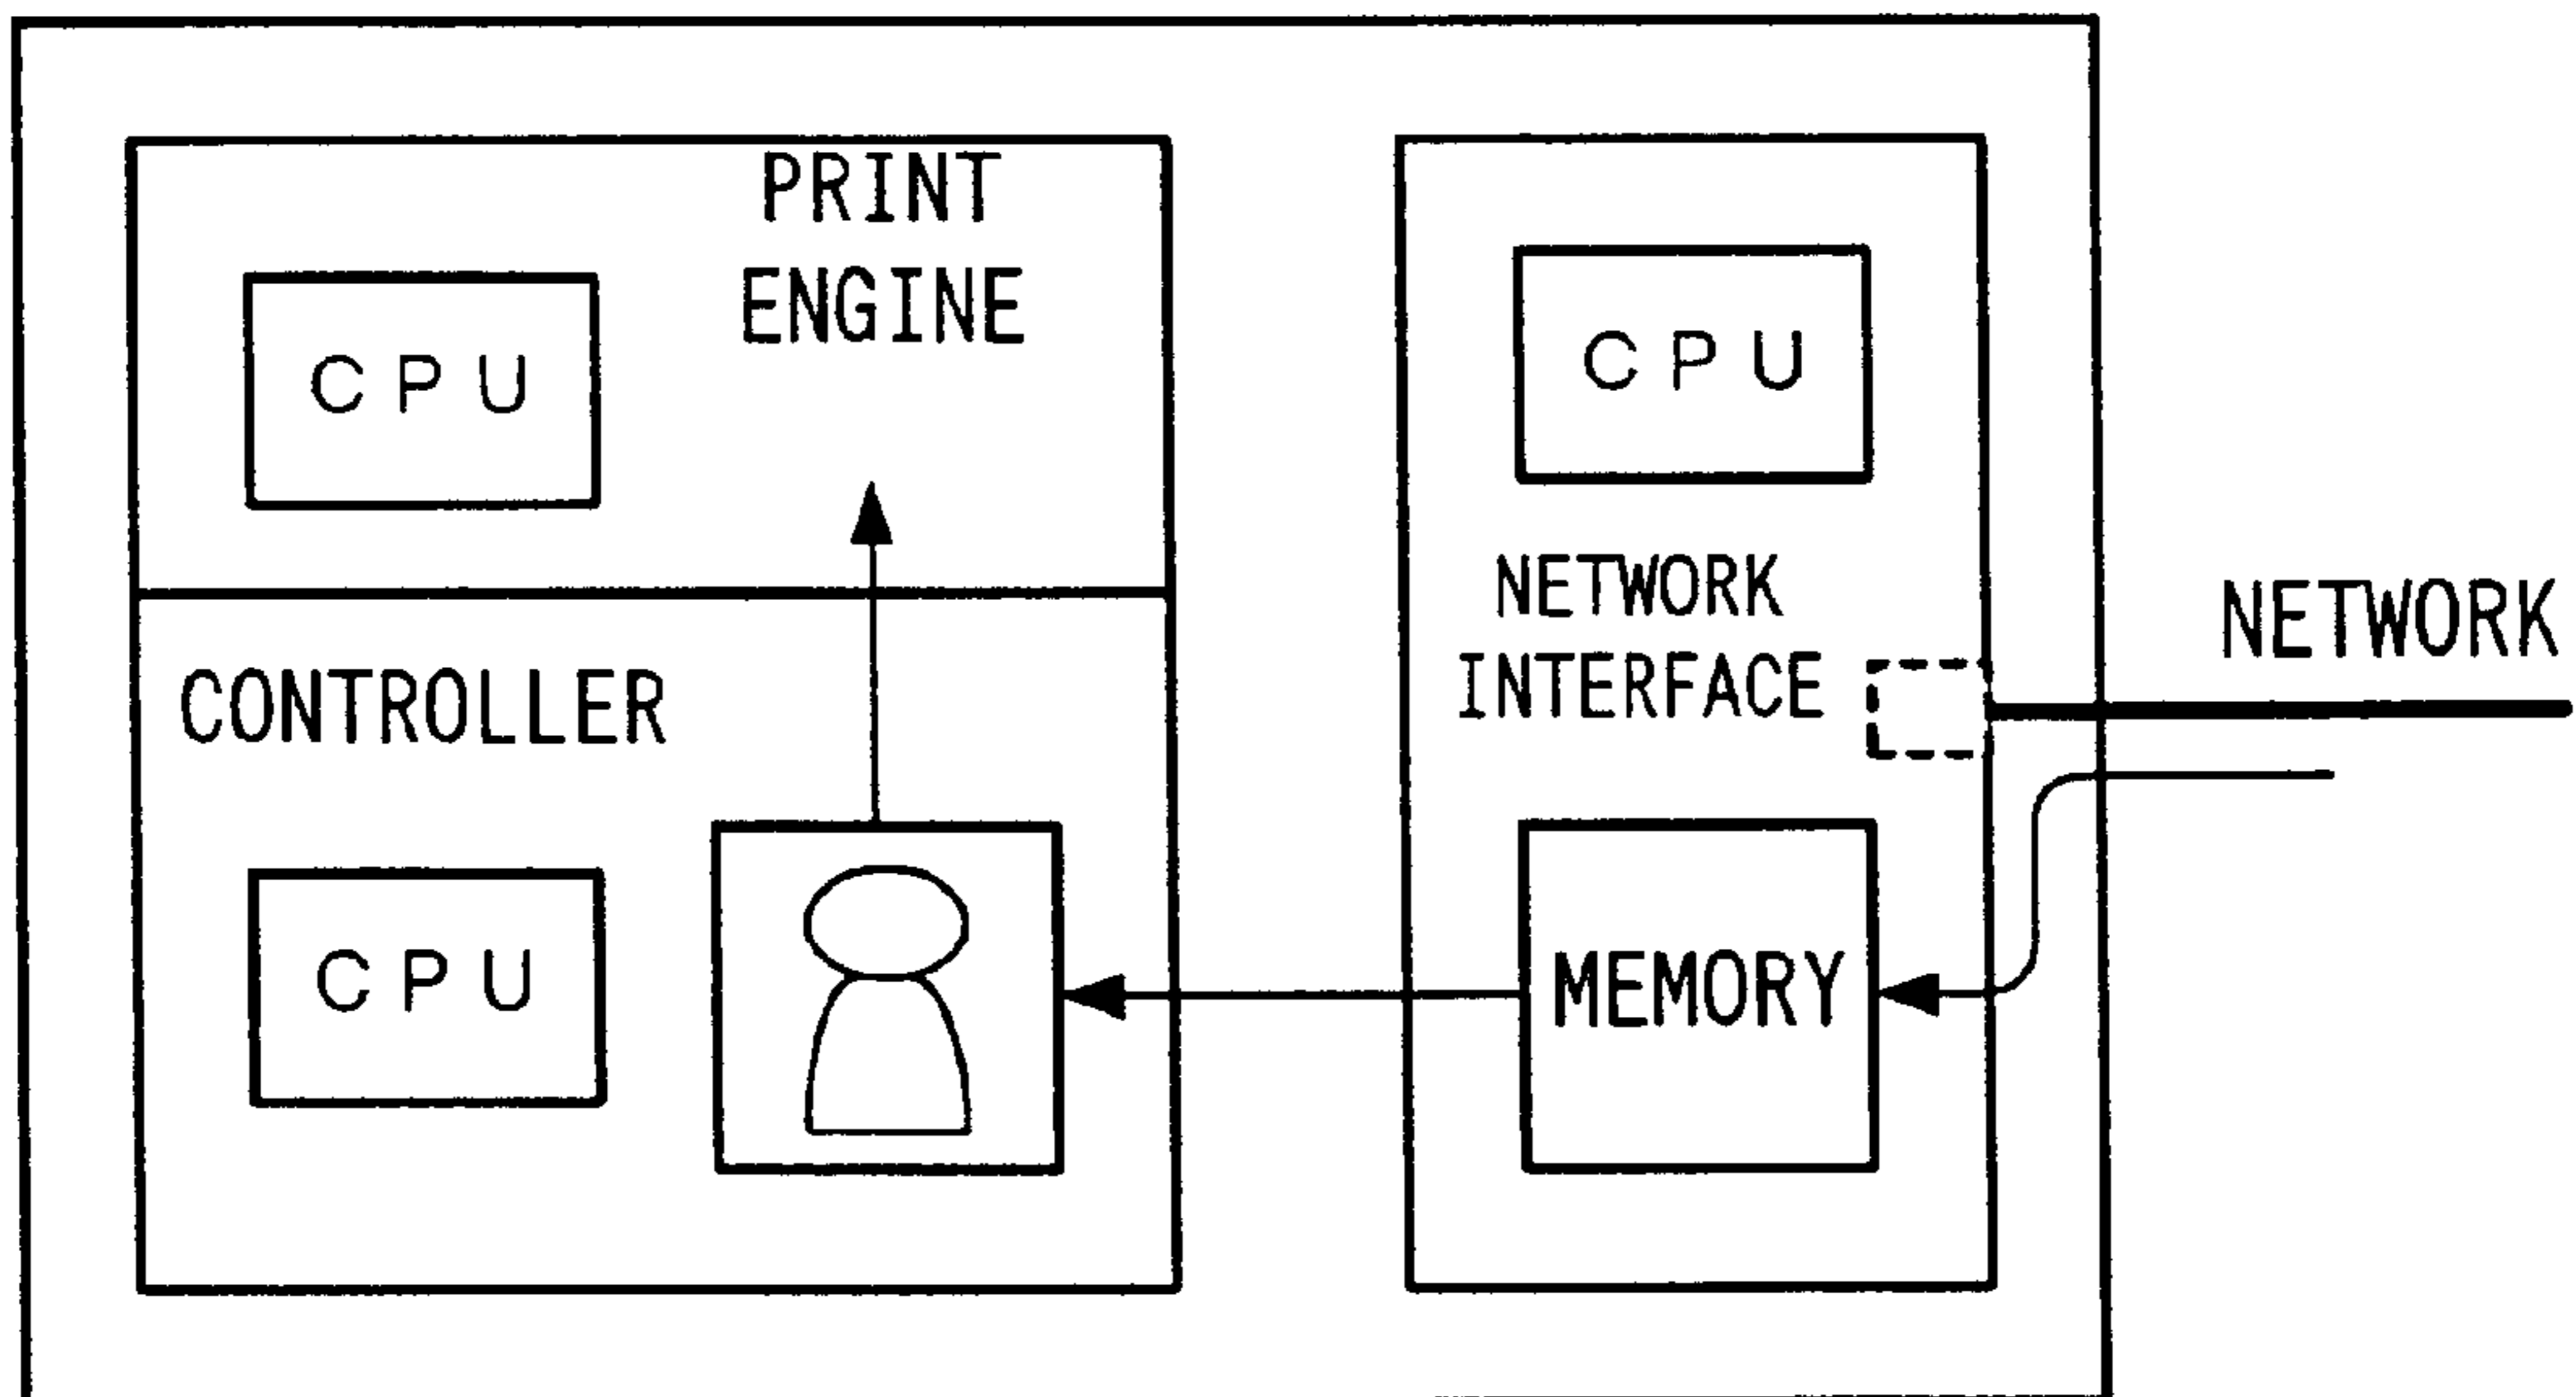 PRINT
ENGINE
CPU
CPU
NETWORK
INTERFACE
NETWORK
CONTROLLER
CPU
MEMORY